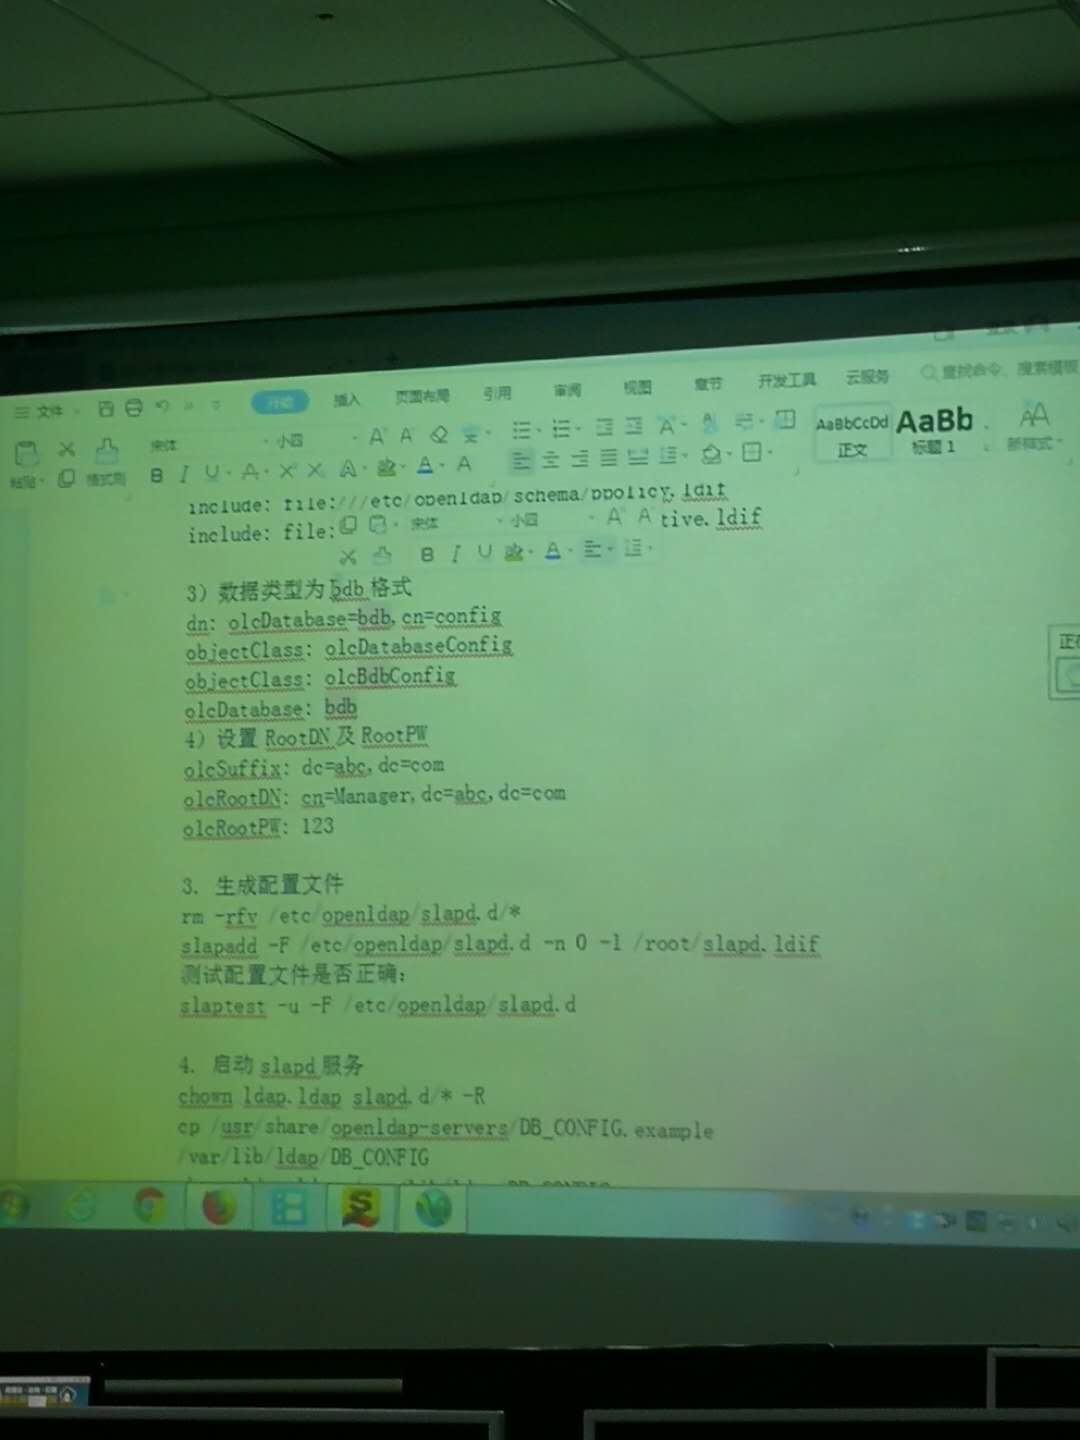 文件
开始 插入 页面布局 引用 审阅 视图 章节 开发工具 云服务 查找命令、搜索模板
粘贴 格式刷 宋体 小四 AaBbCcDd 正文 AaBb 标题 1 新样式
include: file:///etc/openldap/schema/ppolicy.ldif
include: file: tive.ldif
宋体 小四
3）数据类型为 bdb 格式
dn: olcDatabase=bdb,cn=config
objectClass: olcDatabaseConfig
objectClass: olcBdbConfig
olcDatabase: bdb
4）设置 RootDN 及 RootPW
olcSuffix: dc=abc,dc=com
olcRootDN: cn=Manager,dc=abc,dc=com
olcRootPW: 123
3. 生成配置文件
rm -rfv /etc/openldap/slapd.d/*
slapadd -F /etc/openldap/slapd.d -n 0 -l /root/slapd.ldif
测试配置文件是否正确:
slaptest -u -F /etc/openldap/slapd.d
4. 启动 slapd 服务
chown ldap.ldap slapd.d/* -R
cp /usr/share/openldap-servers/DB_CONFIG.example
/var/lib/ldap/DB_CONFIG